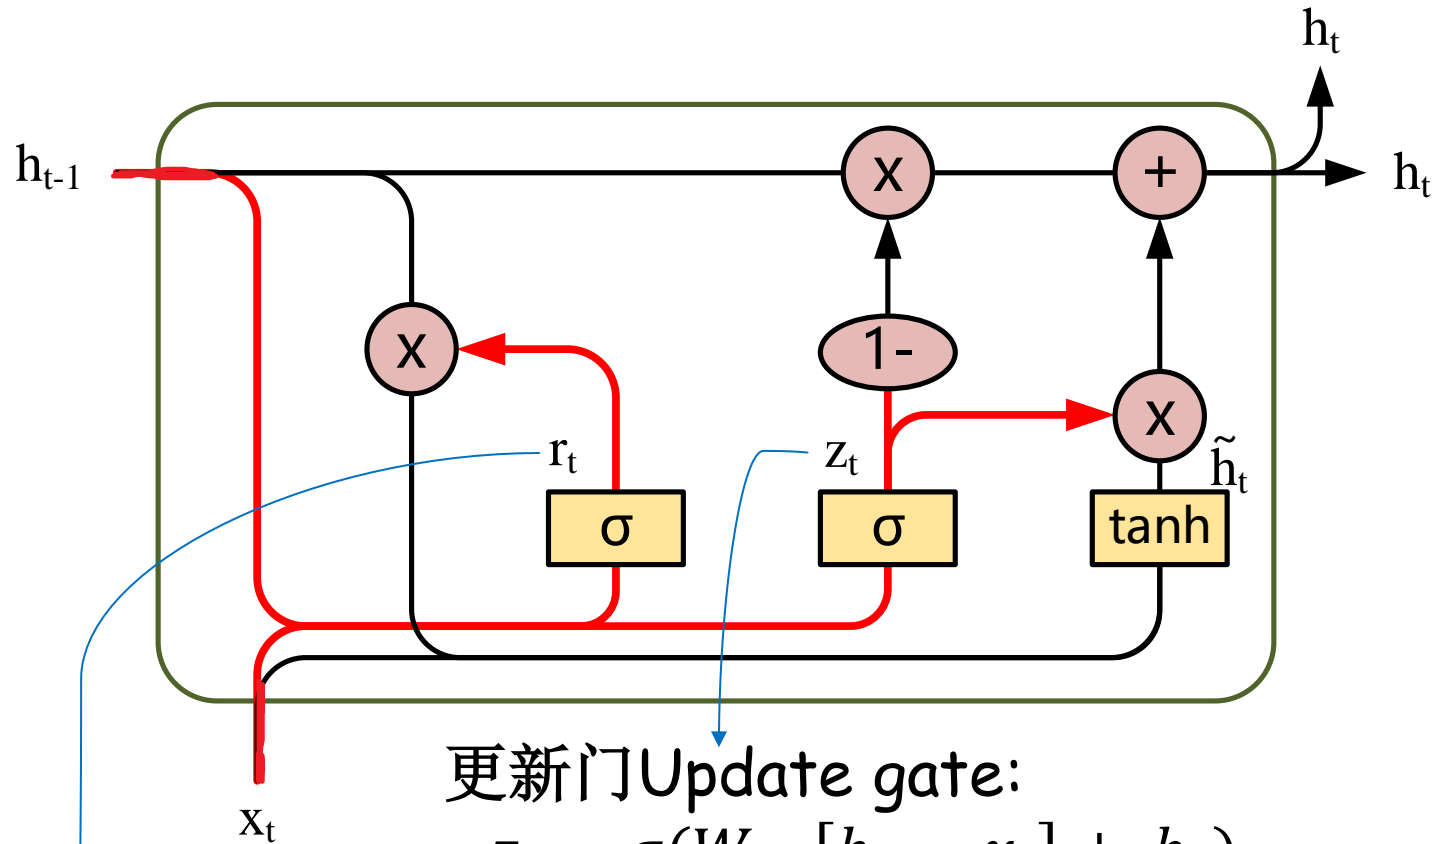 h_t
h_{t-1}
x
+
h_t
x
1-
x
r_t
z_t
h̃_t
σ
σ
tanh
更新门Update gate:
x_t